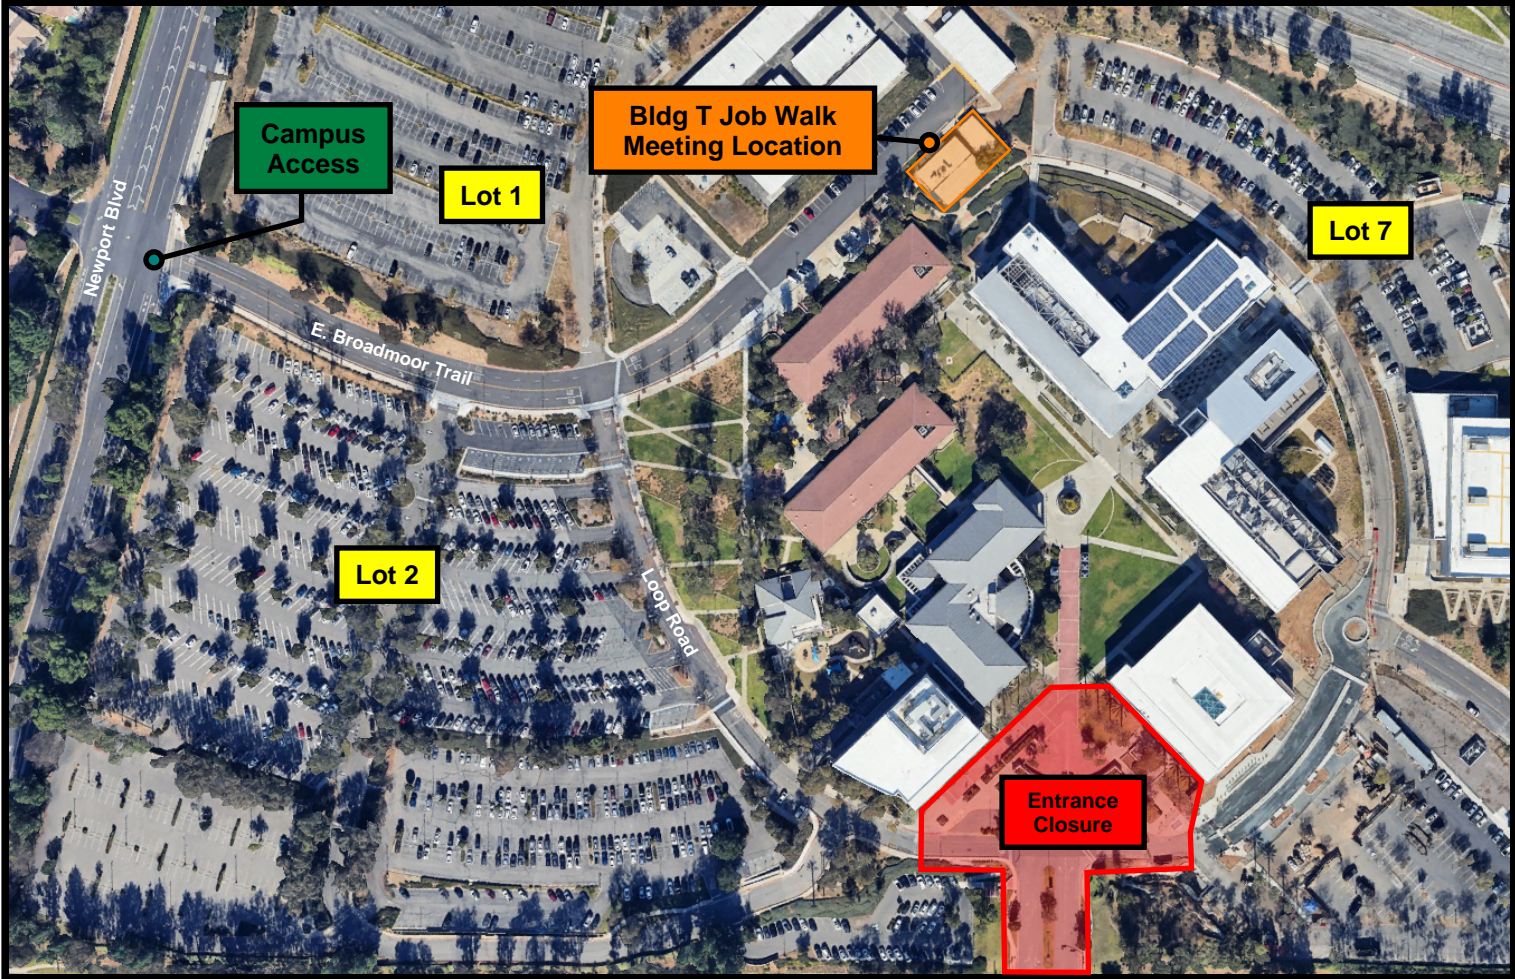 Campus
Access
Bldg T Job Walk
Meeting Location
Lot 1
Lot 7
Newport Blvd
E. Broadmoor Trail
Lot 2
Loop Road
Entrance
Closure